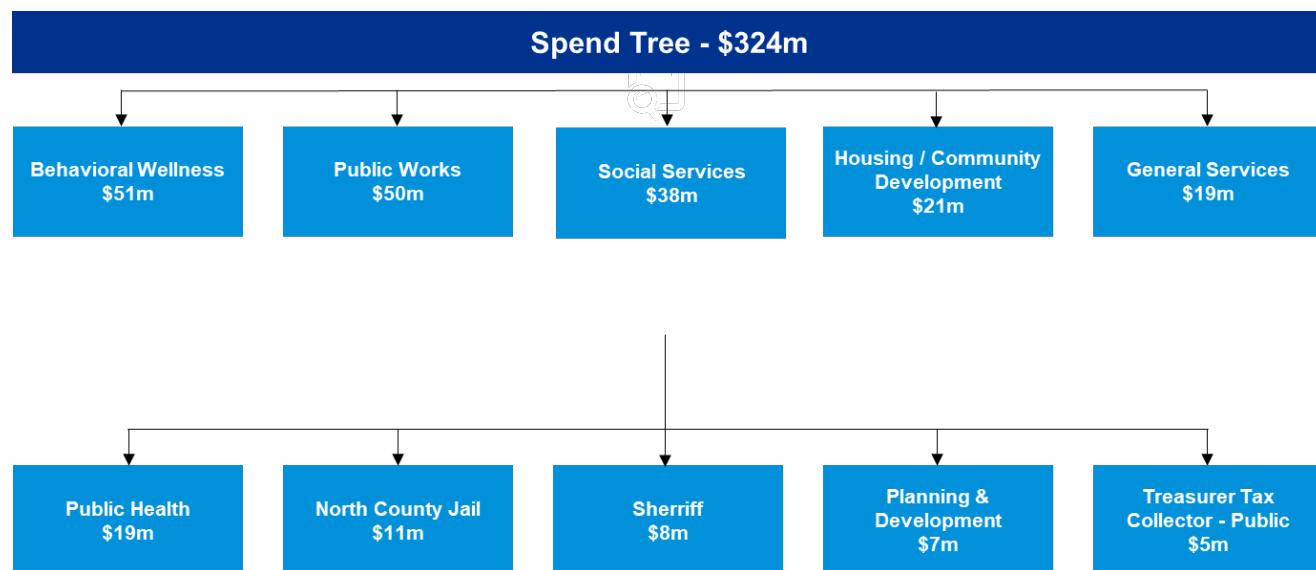 Spend Tree - $324m
Behavioral Wellness
$51m
Public Works
$50m
Social Services
$38m
Housing / Community
Development
$21m
General Services
$19m
Public Health
$19m
North County Jail
$11m
Sherriff
$8m
Planning &
Development
$7m
Treasurer Tax
Collector - Public
$5m